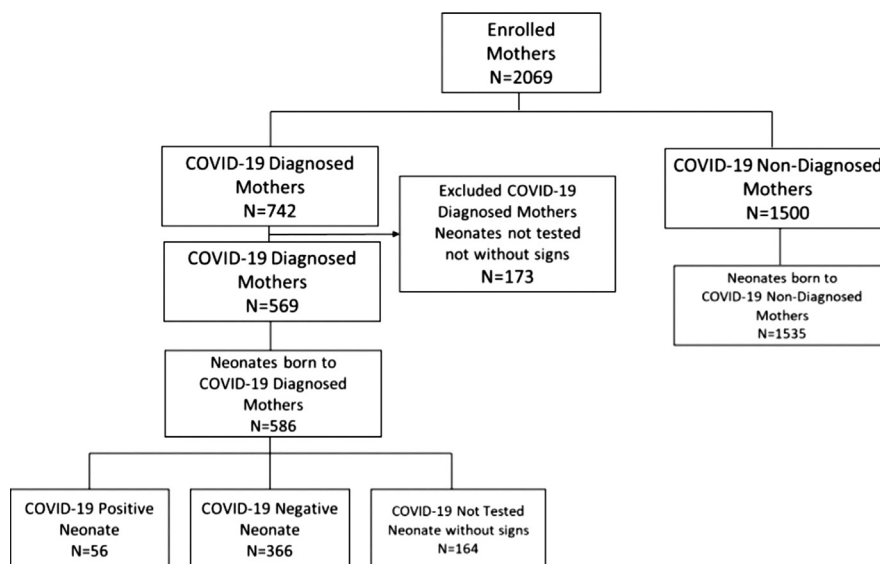 Enrolled
Mothers
N=2069
COVID-19 Diagnosed
Mothers
N=742
Excluded COVID-19
Diagnosed Mothers
Neonates not tested
not without signs
N=173
COVID-19 Non-Diagnosed
Mothers
N=1500
COVID-19 Diagnosed
Mothers
N=569
Neonates born to
COVID-19 Non-Diagnosed
Mothers
N=1535
Neonates born to
COVID-19 Diagnosed
Mothers
N=586
COVID-19 Positive
Neonate
N=56
COVID-19 Negative
Neonate
N=366
COVID-19 Not Tested
Neonate without signs
N=164